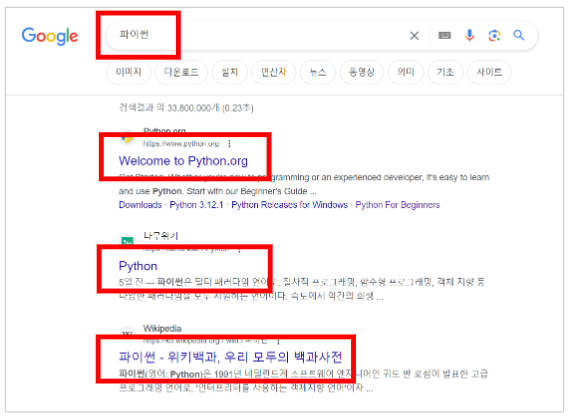 Google 파이썬
이미지 다운로드 설치 연산자 뉴스 동영상 의미 기초 사이트
검색결과 약 33,800,000개 (0.23초)
Python.org
https://www.python.org
Welcome to Python.org
Get Started. Whether you're new to programming or an experienced developer, it's easy to learn
and use Python. Start with our Beginner's Guide ...
Downloads · Python 3.12.1 · Python Releases for Windows · Python For Beginners
나무위키
Python
5일 전 — 파이썬은 멀티 패러다임 언어로, 절차적 프로그래밍, 함수형 프로그래밍, 객체 지향 등
다양한 패러다임을 모두 지원하는 언어이다. 속도에서 약간의 희생 ...
Wikipedia
파이썬 - 위키백과, 우리 모두의 백과사전
파이썬(영어: Python)은 1991년 네덜란드계 소프트웨어 엔지니어인 귀도 반 로섬이 발표한 고급
프로그래밍 언어로, '인터프리터를 사용하는 객체지향 언어'이자 ...